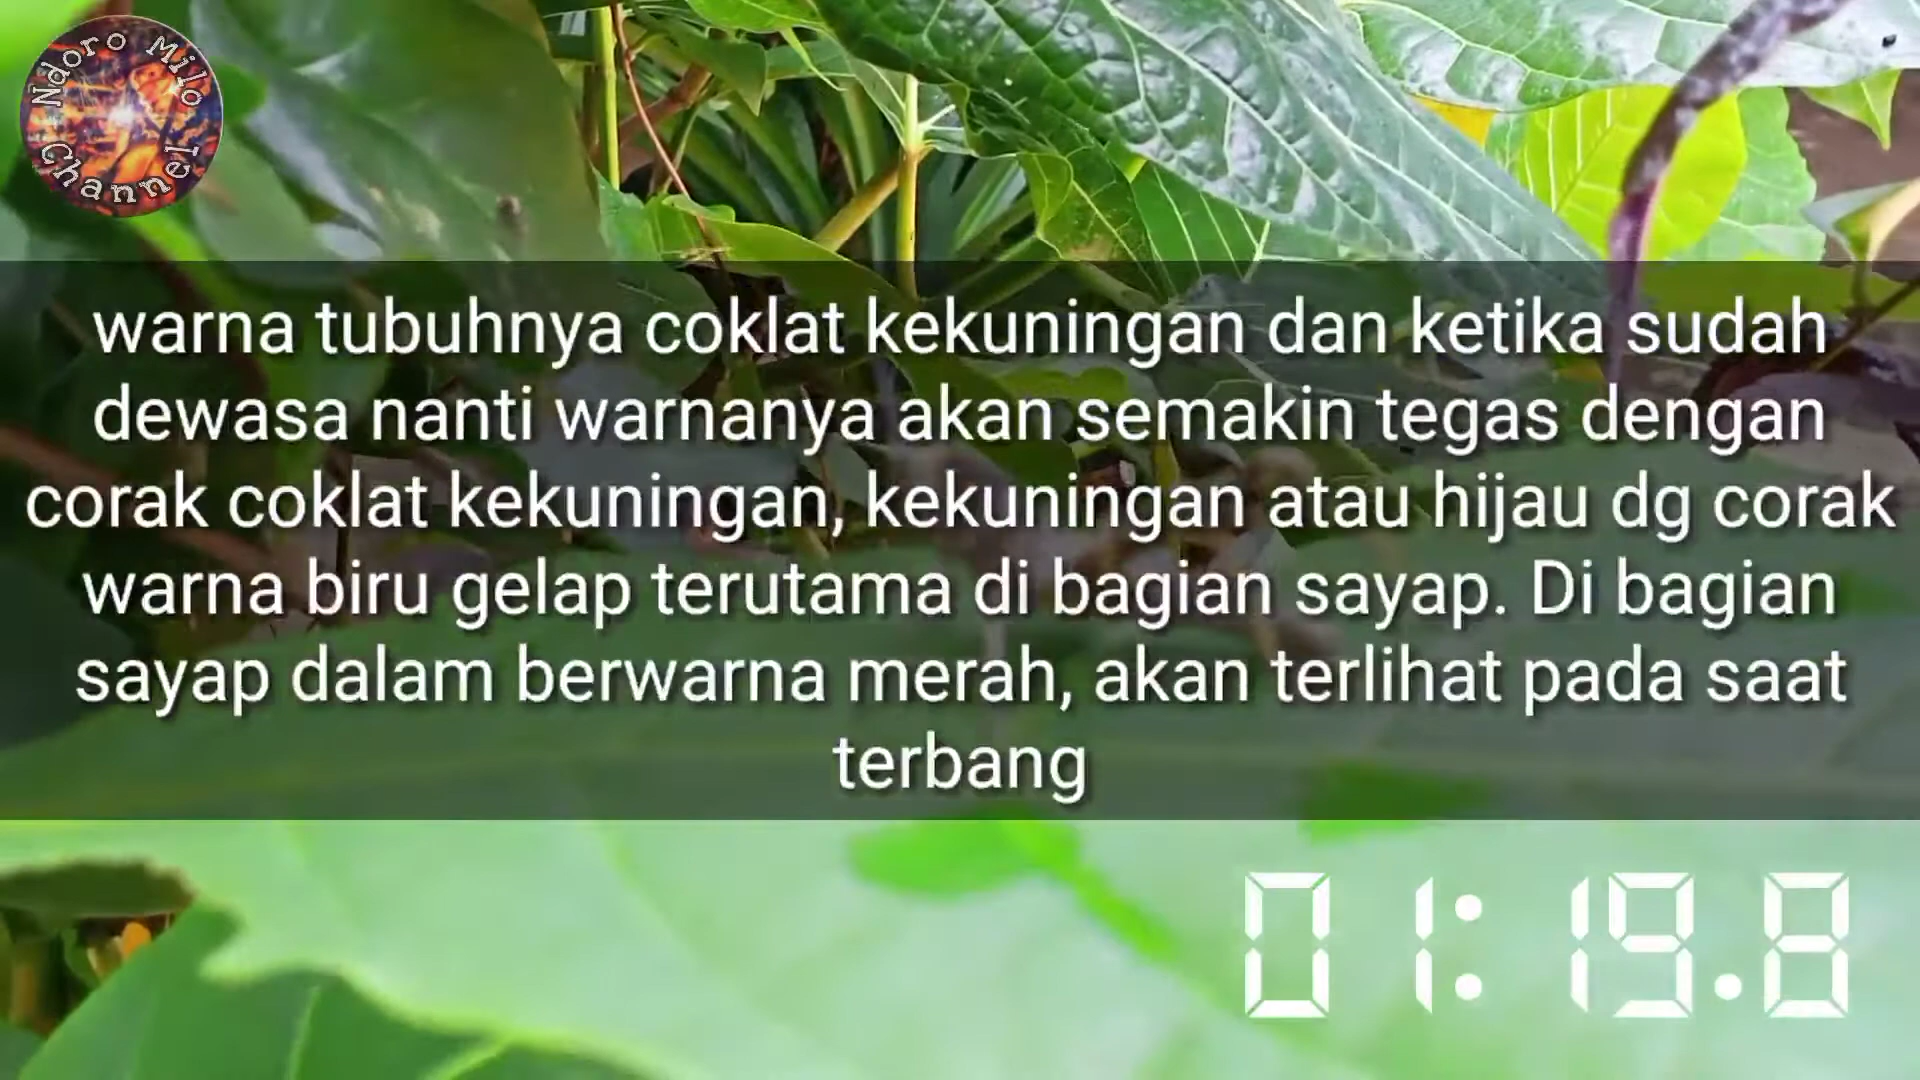 Ndoro Milo
Channel
warna tubuhnya coklat kekuningan dan ketika sudah
dewasa nanti warnanya akan semakin tegas dengan
corak coklat kekuningan, kekuningan atau hijau dg corak
warna biru gelap terutama di bagian sayap. Di bagian
sayap dalam berwarna merah, akan terlihat pada saat
terbang
01:19.8